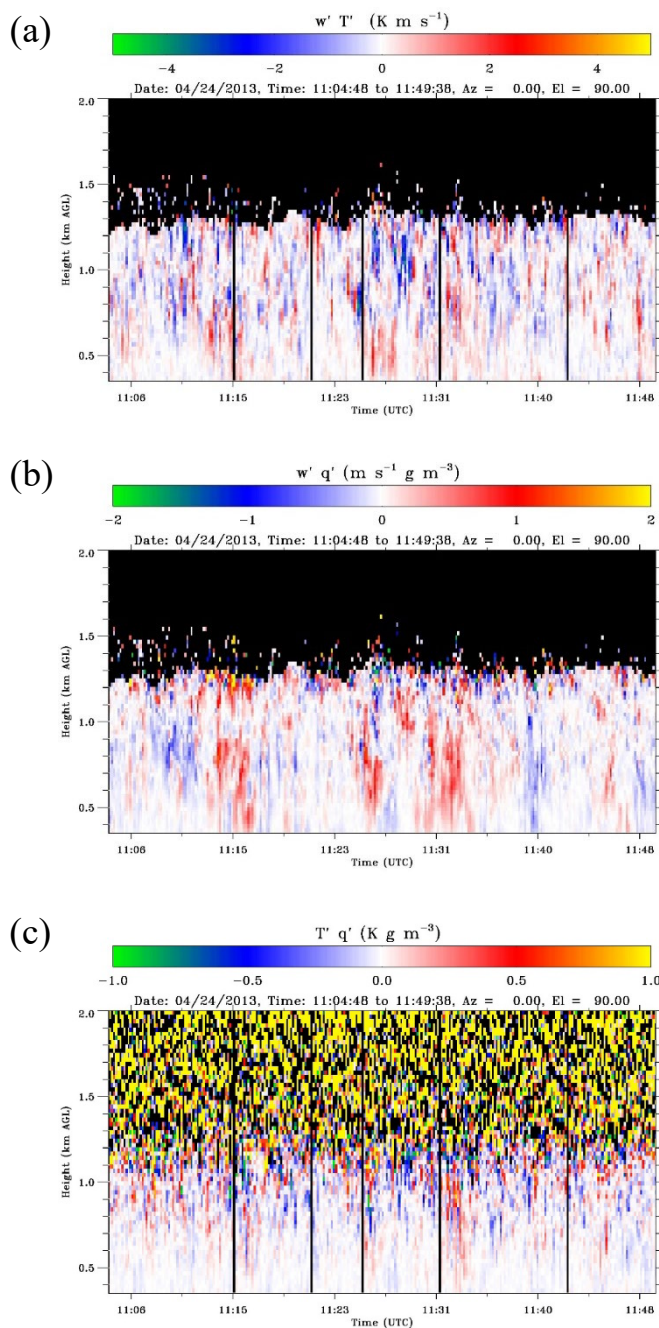 (a)
w' T' (K m s⁻¹)
−4 −2 0 2 4
Date: 04/24/2013, Time: 11:04:48 to 11:49:38, Az = 0.00, El = 90.00
2.0
1.5
1.0
0.5
Height (km AGL)
11:06 11:15 11:23 11:31 11:40 11:48
Time (UTC)
(b)
w' q' (m s⁻¹ g m⁻³)
−2 −1 0 1 2
Date: 04/24/2013, Time: 11:04:48 to 11:49:38, Az = 0.00, El = 90.00
2.0
1.5
1.0
0.5
Height (km AGL)
11:06 11:15 11:23 11:31 11:40 11:48
Time (UTC)
(c)
T' q' (K g m⁻³)
−1.0 −0.5 0.0 0.5 1.0
Date: 04/24/2013, Time: 11:04:48 to 11:49:38, Az = 0.00, El = 90.00
2.0
1.5
1.0
0.5
Height (km AGL)
11:06 11:15 11:23 11:31 11:40 11:48
Time (UTC)